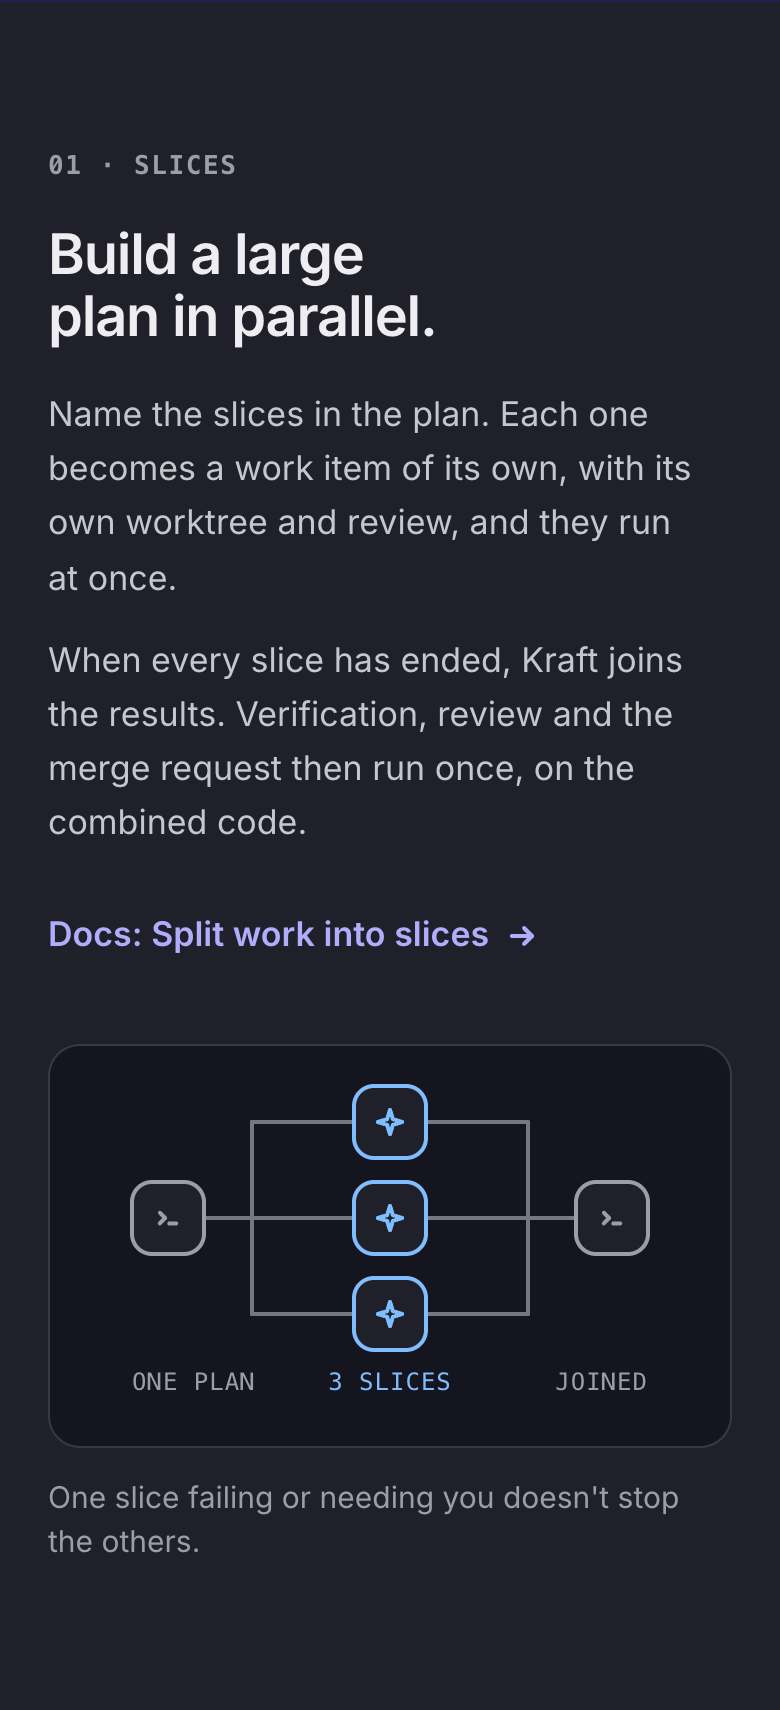 01 · SLICES
Build a large
plan in parallel.
Name the slices in the plan. Each one
becomes a work item of its own, with its
own worktree and review, and they run
at once.
When every slice has ended, Kraft joins
the results. Verification, review and the
merge request then run once, on the
combined code.
Docs: Split work into slices →
ONE PLAN 3 SLICES JOINED
One slice failing or needing you doesn't stop
the others.